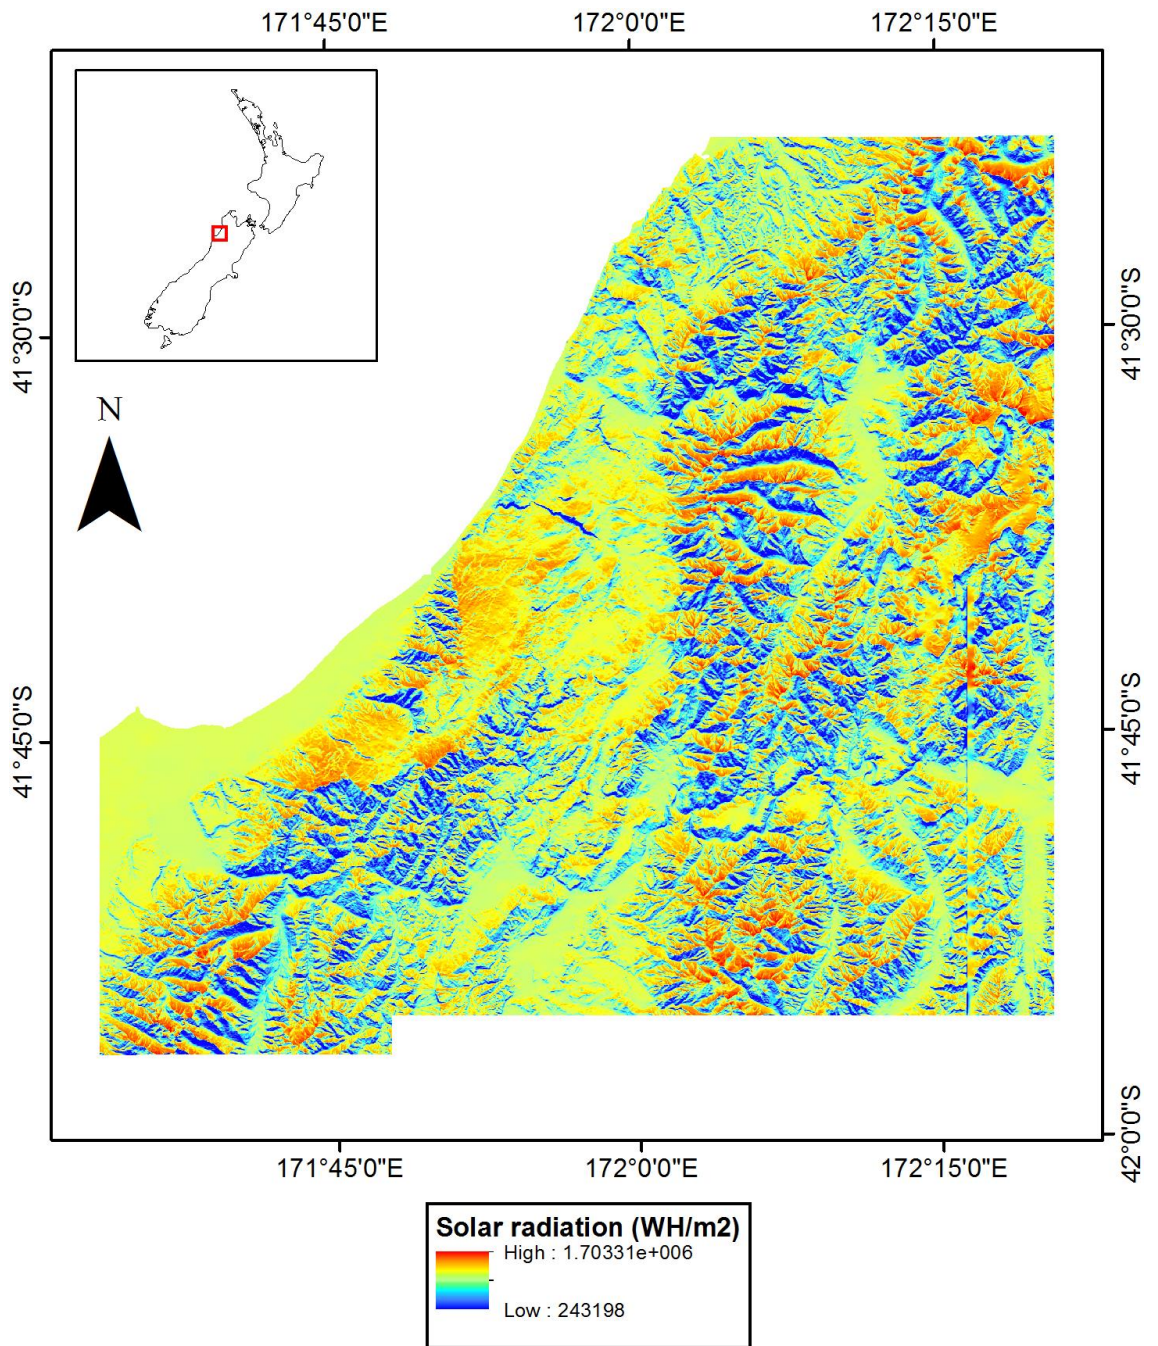 171°45'0"E 172°0'0"E 172°15'0"E
41°30'0"S
41°30'0"S
N
41°45'0"S
41°45'0"S
42°0'0"S
171°45'0"E 172°0'0"E 172°15'0"E
Solar radiation (WH/m2)
High : 1.70331e+006
Low : 243198